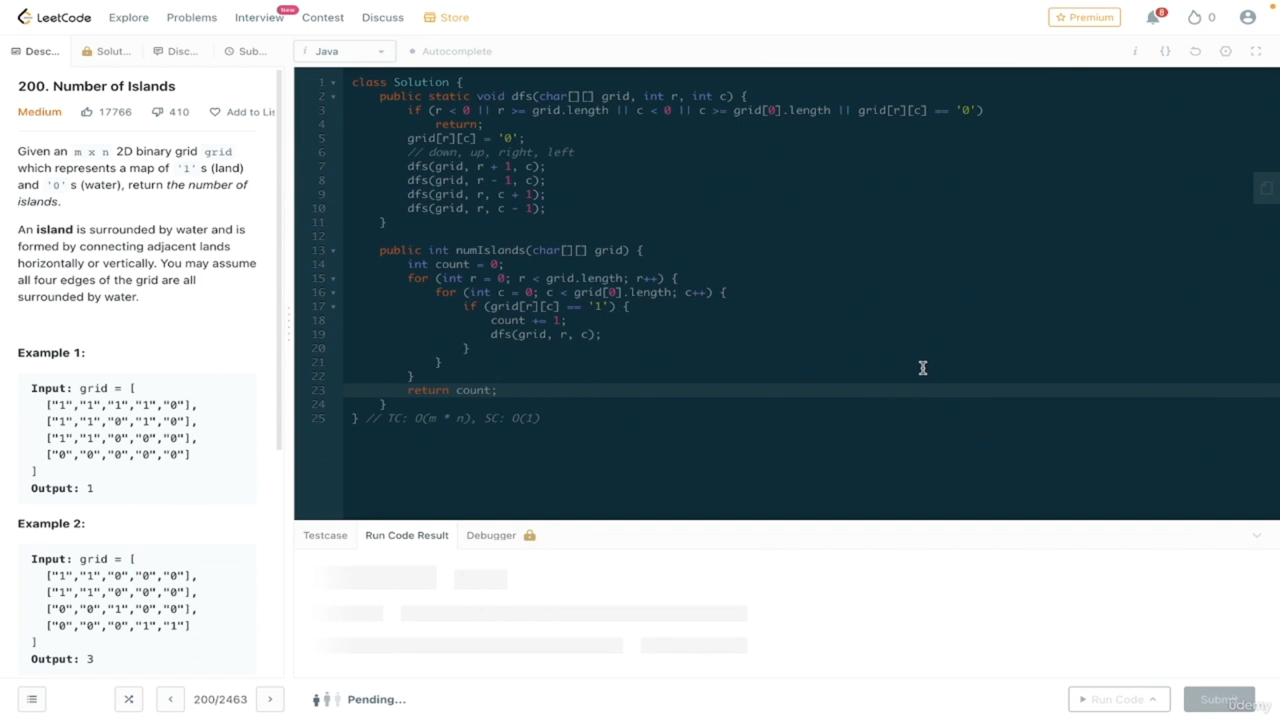 LeetCode Explore Problems Interview New Contest Discuss Store Premium 8 0
Desc... Solut... Disc... Sub...
i Java Autocomplete
200. Number of Islands
Medium 17766 410 Add to Lis
Given an m x n 2D binary grid grid
which represents a map of '1' s (land)
and '0' s (water), return the number of
islands.
An island is surrounded by water and is
formed by connecting adjacent lands
horizontally or vertically. You may assume
all four edges of the grid are all
surrounded by water.
Example 1:
Input: grid = [
["1","1","1","1","0"],
["1","1","0","1","0"],
["1","1","0","0","0"],
["0","0","0","0","0"]
]
Output: 1
Example 2:
Input: grid = [
["1","1","0","0","0"],
["1","1","0","0","0"],
["0","0","1","0","0"],
["0","0","0","1","1"]
]
Output: 3
1 class Solution {
2 public static void dfs(char[][] grid, int r, int c) {
3 if (r < 0 || r >= grid.length || c < 0 || c >= grid[0].length || grid[r][c] == '0')
4 return;
5 grid[r][c] = '0';
6 // down, up, right, left
7 dfs(grid, r + 1, c);
8 dfs(grid, r - 1, c);
9 dfs(grid, r, c + 1);
10 dfs(grid, r, c - 1);
11 }
12
13 public int numIslands(char[][] grid) {
14 int count = 0;
15 for (int r = 0; r < grid.length; r++) {
16 for (int c = 0; c < grid[0].length; c++) {
17 if (grid[r][c] == '1') {
18 count += 1;
19 dfs(grid, r, c);
20 }
21 }
22 }
23 return count;
24 }
25 } // TC: O(m * n), SC: O(1)
Testcase Run Code Result Debugger
200/2463
Pending...
Run Code Submit
ûdemy